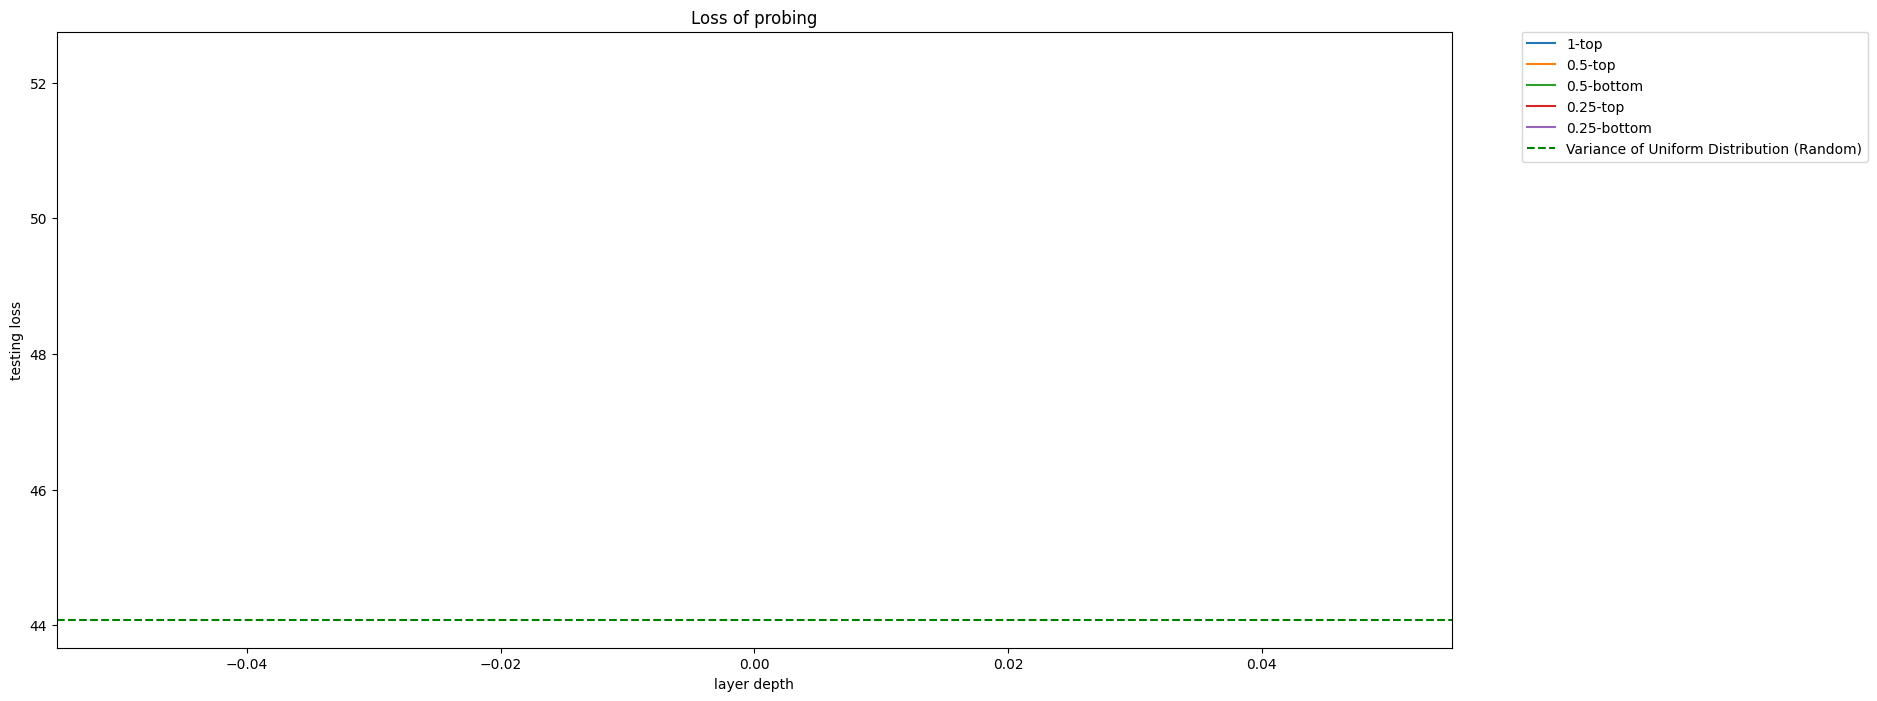 Loss of probing
52
50
48
46
44
testing loss
−0.04
−0.02
0.00
0.02
0.04
layer depth
1-top
0.5-top
0.5-bottom
0.25-top
0.25-bottom
Variance of Uniform Distribution (Random)